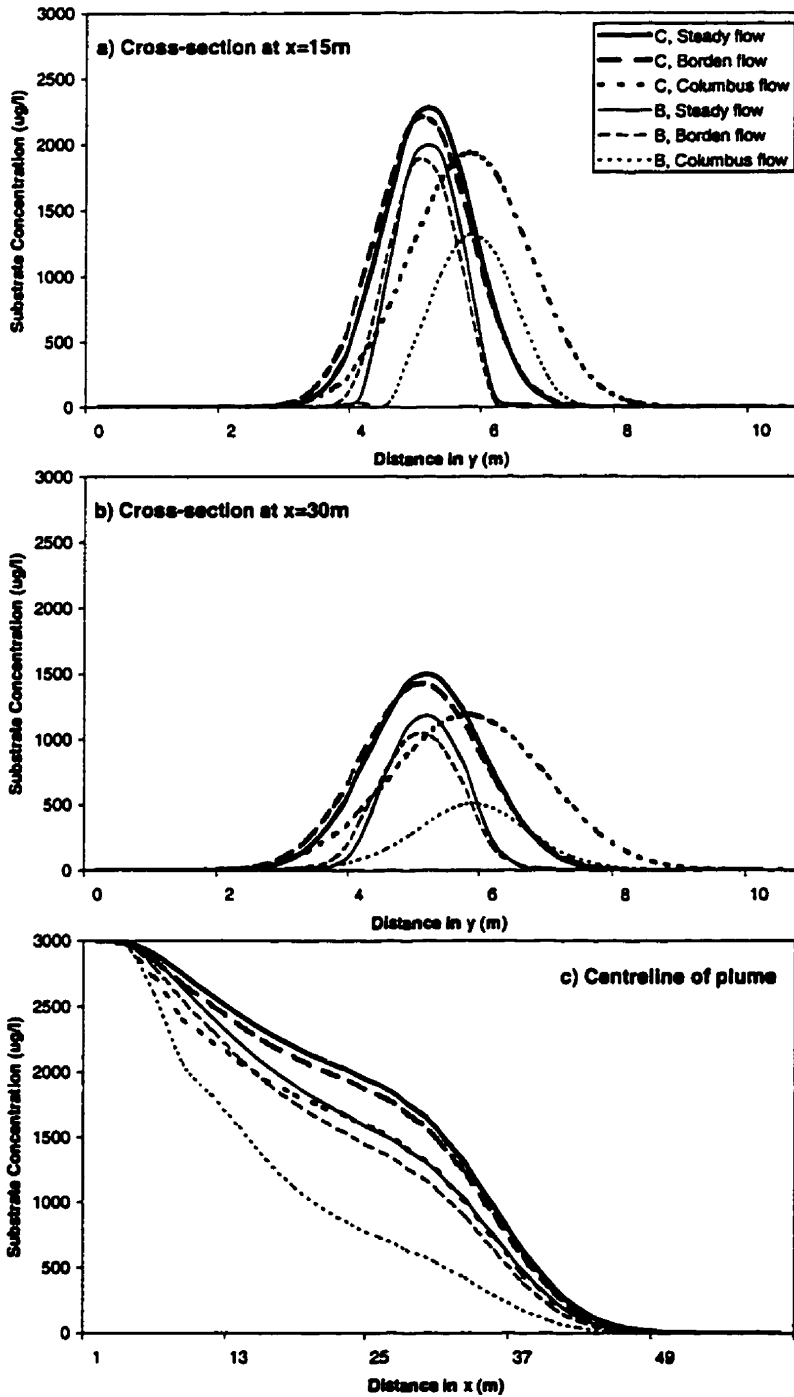 3000
2500
2000
1500
1000
500
0
Substrate Concentration (ug/l)
a) Cross-section at x=15m
C, Steady flow
C, Borden flow
C, Columbus flow
B, Steady flow
B, Borden flow
B, Columbus flow
0 2 4 6 8 10
Distance in y (m)
3000
2500
2000
1500
1000
500
0
Substrate Concentration (ug/l)
b) Cross-section at x=30m
0 2 4 6 8 10
Distance in y (m)
3000
2500
2000
1500
1000
500
0
Substrate Concentration (ug/l)
c) Centreline of plume
1 13 25 37 49
Distance in x (m)